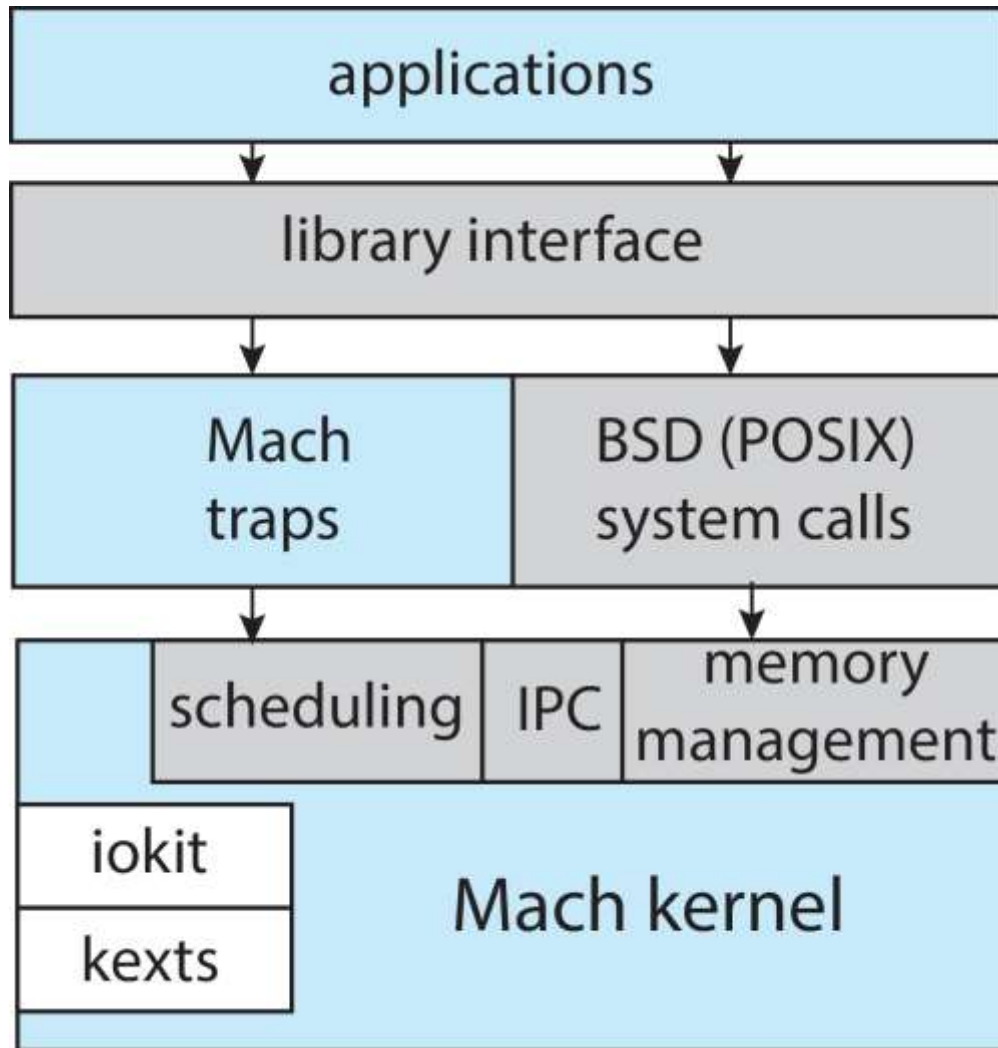 applications
library interface
Mach
traps
BSD (POSIX)
system calls
scheduling
IPC
memory
management
iokit
kexts
Mach kernel